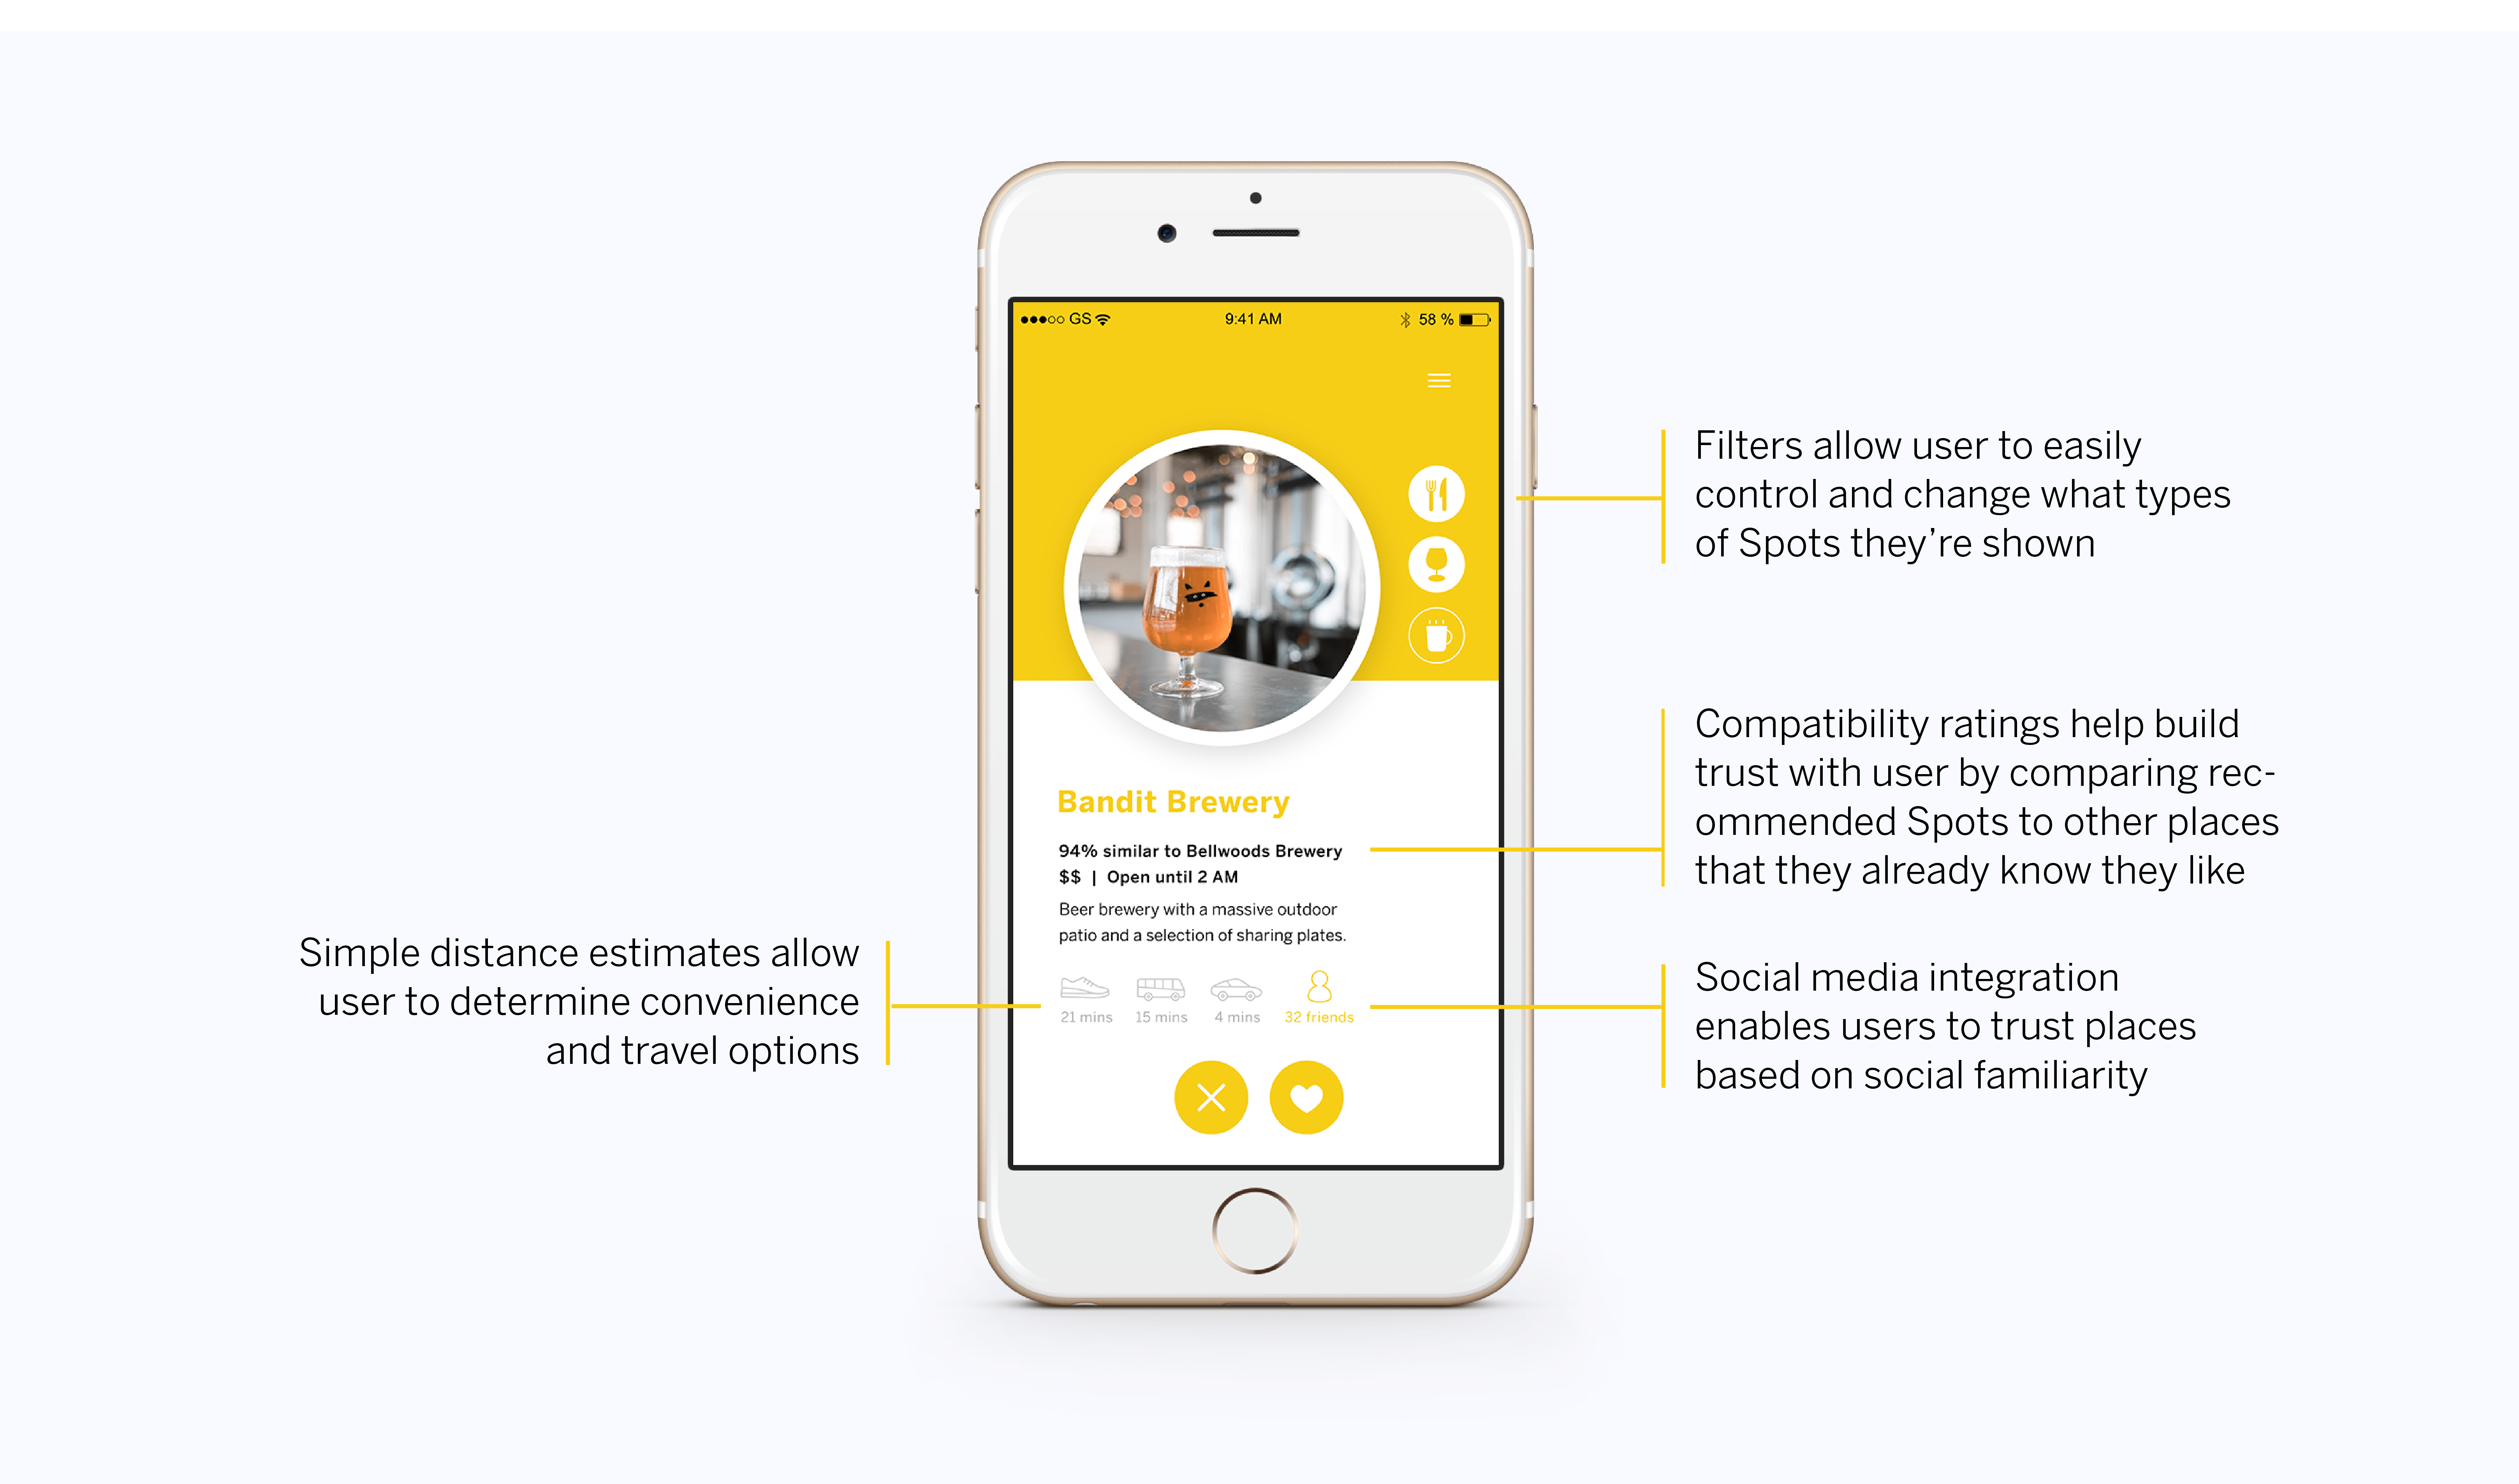 GS 9:41 AM 58 %
Filters allow user to easily
control and change what types
of Spots they’re shown
Bandit Brewery
94% similar to Bellwoods Brewery
$$ | Open until 2 AM
Beer brewery with a massive outdoor
patio and a selection of sharing plates.
21 mins 15 mins 4 mins 32 friends
Compatibility ratings help build
trust with user by comparing rec-
ommended Spots to other places
that they already know they like
Simple distance estimates allow
user to determine convenience
and travel options
Social media integration
enables users to trust places
based on social familiarity